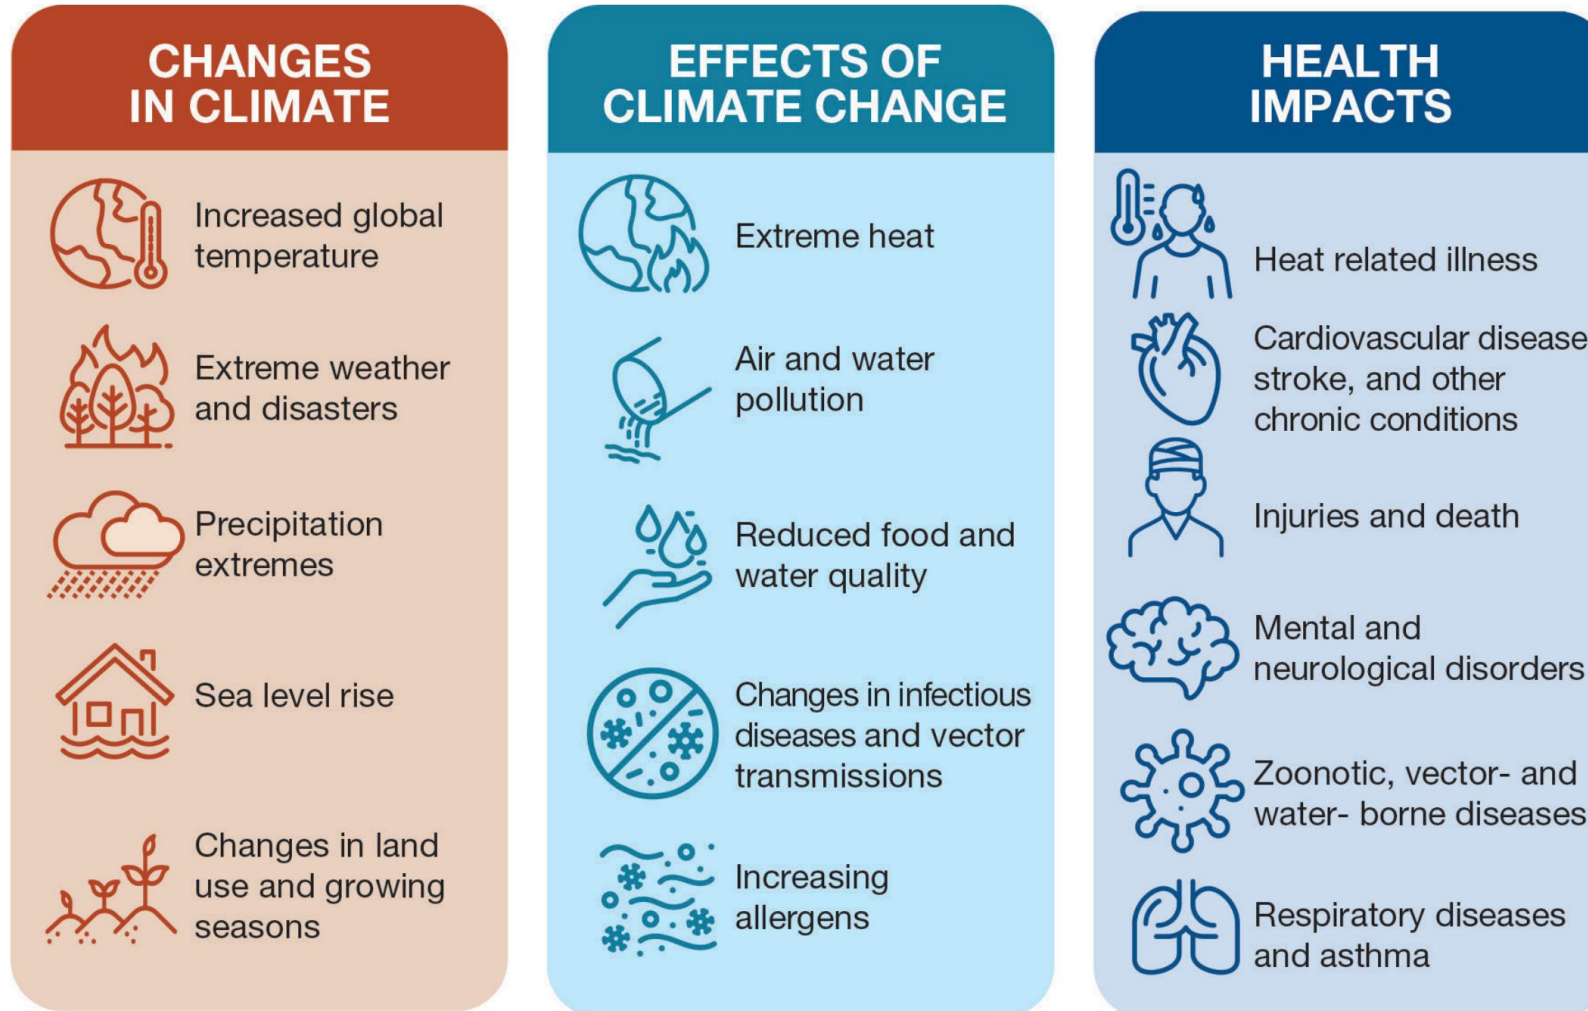 CHANGES
IN CLIMATE
Increased global
temperature
Extreme weather
and disasters
Precipitation
extremes
Sea level rise
Changes in land
use and growing
seasons
EFFECTS OF
CLIMATE CHANGE
Extreme heat
Air and water
pollution
Reduced food and
water quality
Changes in infectious
diseases and vector
transmissions
Increasing
allergens
HEALTH
IMPACTS
Heat related illness
Cardiovascular disease
stroke, and other
chronic conditions
Injuries and death
Mental and
neurological disorders
Zoonotic, vector- and
water- borne diseases
Respiratory diseases
and asthma